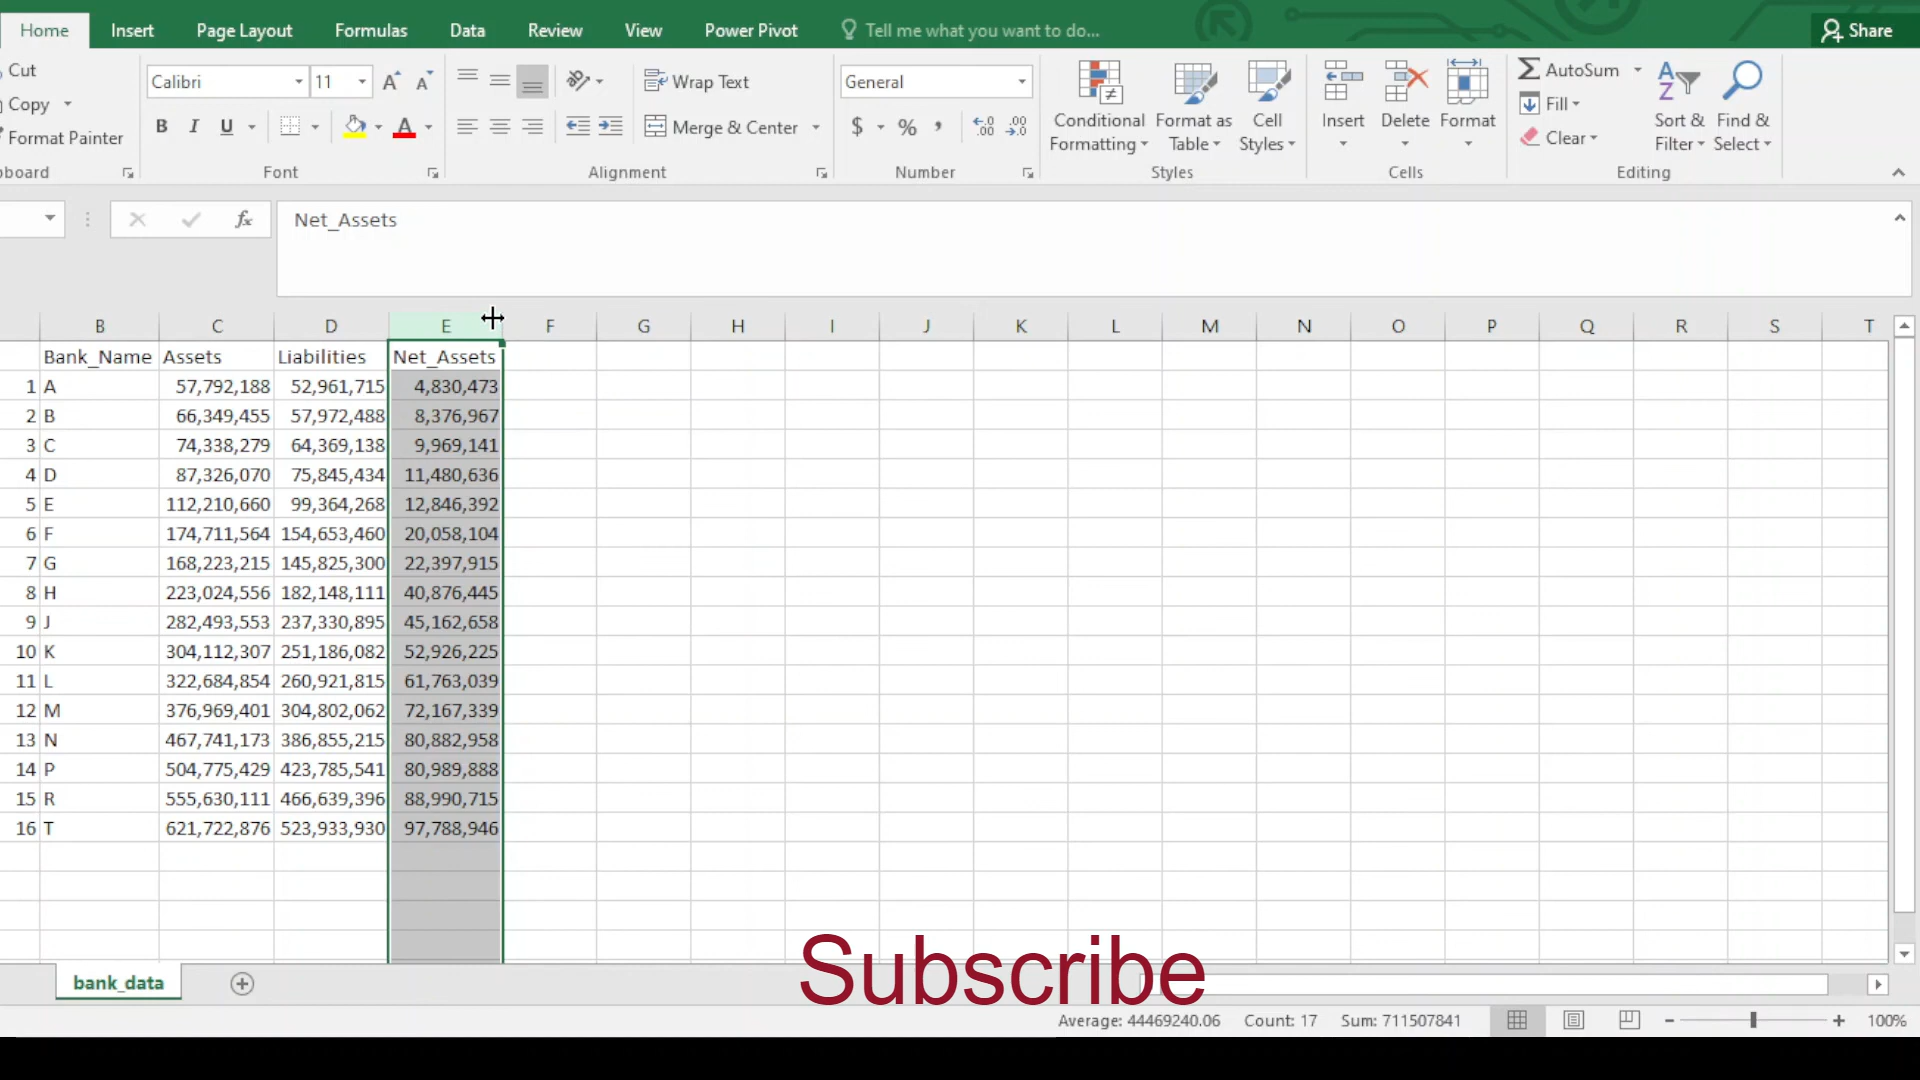 Home Insert Page Layout Formulas Data Review View Power Pivot Tell me what you want to do... Share
Cut
Copy
Format Painter
board
Calibri 11
B I U A
Font
Wrap Text
Merge & Center
Alignment
General
$ % , .00 .00
Number
Conditional Formatting
Format as Table
Cell Styles
Styles
Insert Delete Format
Cells
AutoSum
Fill
Clear
Sort & Filter
Find & Select
Editing
fx Net_Assets
B C D E F G H I J K L M N O P Q R S T
Bank_Name Assets Liabilities Net_Assets
1 A 57,792,188 52,961,715 4,830,473
2 B 66,349,455 57,972,488 8,376,967
3 C 74,338,279 64,369,138 9,969,141
4 D 87,326,070 75,845,434 11,480,636
5 E 112,210,660 99,364,268 12,846,392
6 F 174,711,564 154,653,460 20,058,104
7 G 168,223,215 145,825,300 22,397,915
8 H 223,024,556 182,148,111 40,876,445
9 J 282,493,553 237,330,895 45,162,658
10 K 304,112,307 251,186,082 52,926,225
11 L 322,684,854 260,921,815 61,763,039
12 M 376,969,401 304,802,062 72,167,339
13 N 467,741,173 386,855,215 80,882,958
14 P 504,775,429 423,785,541 80,989,888
15 R 555,630,111 466,639,396 88,990,715
16 T 621,722,876 523,933,930 97,788,946
bank_data
Subscribe
Average: 44469240.06 Count: 17 Sum: 711507841 100%